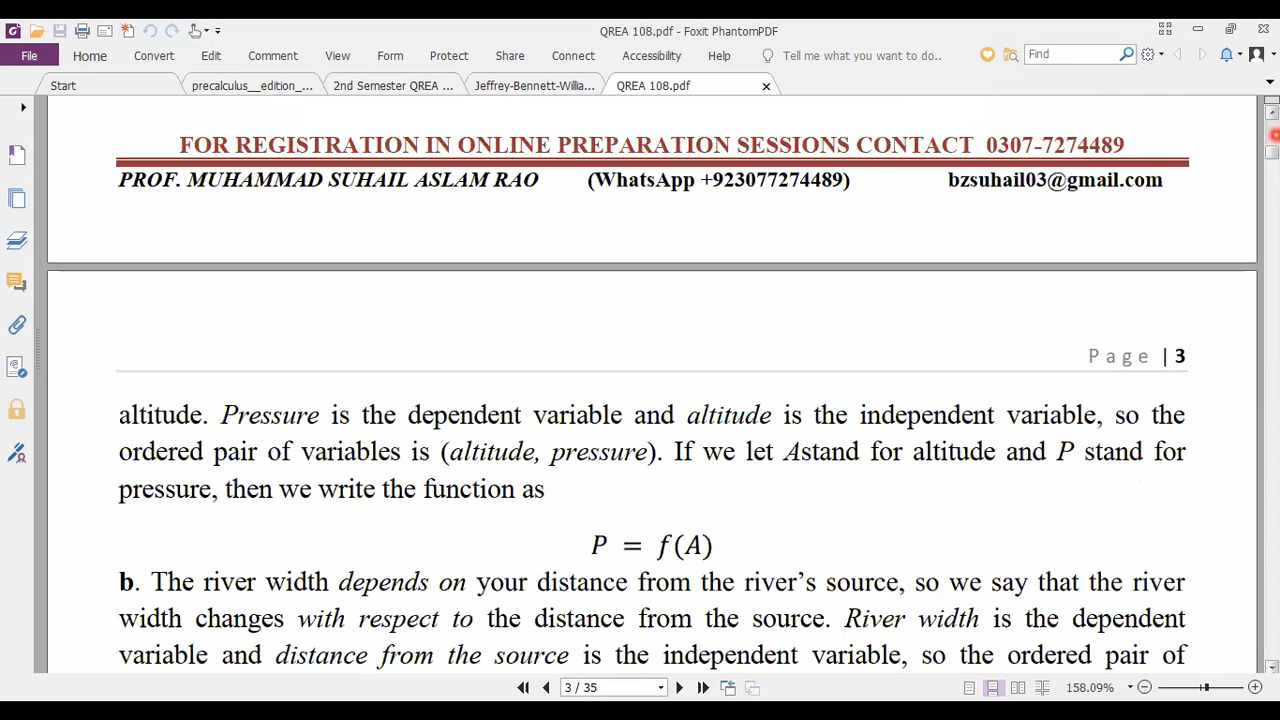 QREA 108.pdf - Foxit PhantomPDF
File Home Convert Edit Comment View Form Protect Share Connect Accessibility Help Tell me what you want to do.. Find
Start precalculus__edition_... 2nd Semester QREA ... Jeffrey-Bennett-Willia... QREA 108.pdf
FOR REGISTRATION IN ONLINE PREPARATION SESSIONS CONTACT 0307-7274489
PROF. MUHAMMAD SUHAIL ASLAM RAO (WhatsApp +923077274489) bzsuhail03@gmail.com
Page | 3
altitude. Pressure is the dependent variable and altitude is the independent variable, so the
ordered pair of variables is (altitude, pressure). If we let Astand for altitude and P stand for
pressure, then we write the function as
P = f(A)
b. The river width depends on your distance from the river's source, so we say that the river
width changes with respect to the distance from the source. River width is the dependent
variable and distance from the source is the independent variable, so the ordered pair of
3 / 35 158.09%